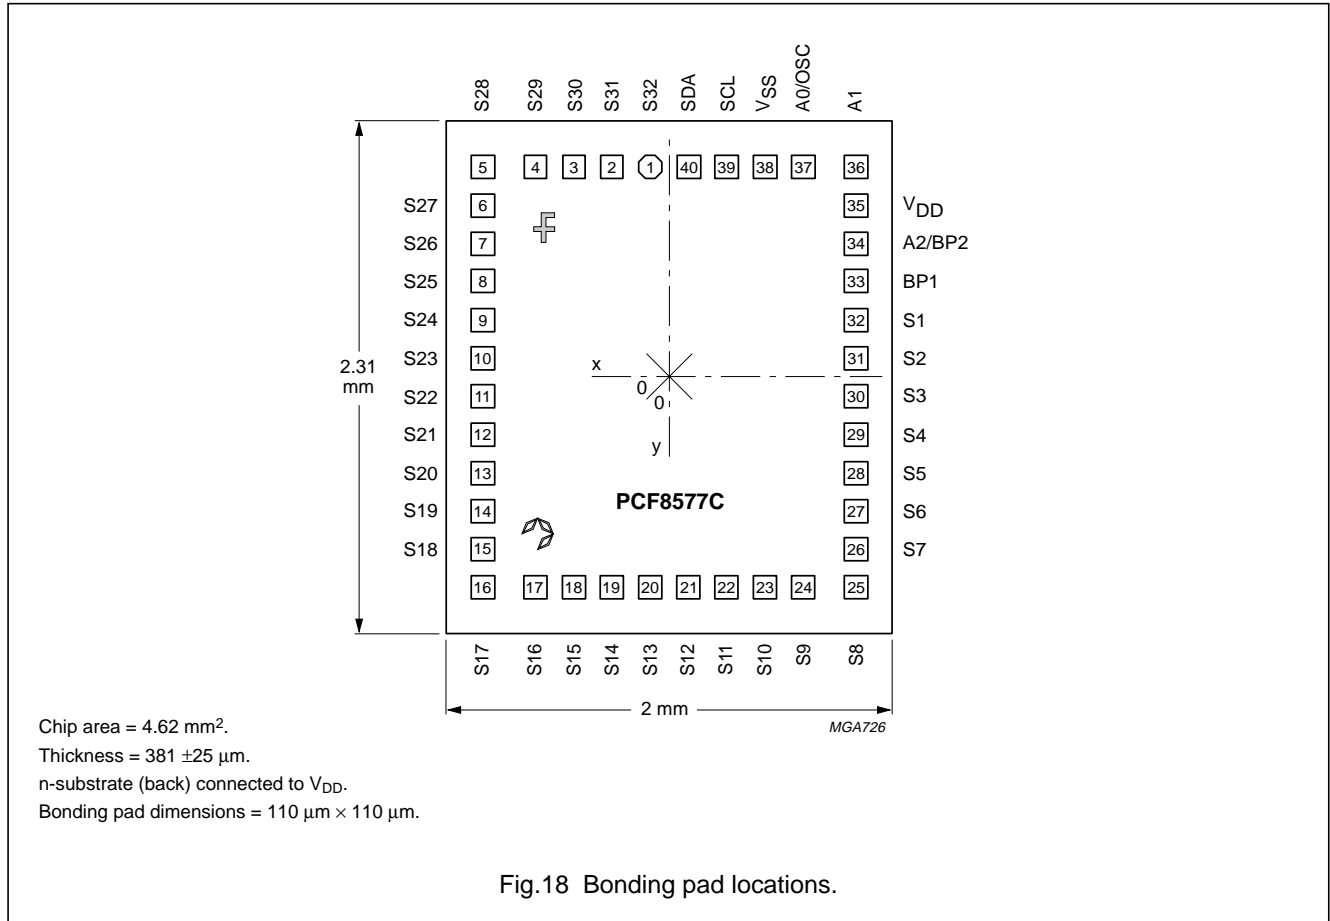 S28 S29 S30 S31 S32 SDA SCL VSS A0/OSC A1
5 4 3 2 1 40 39 38 37 36
S27 6 35 VDD
S26 7 34 A2/BP2
S25 8 33 BP1
S24 9 32 S1
S23 10 31 S2
2.31
mm
x
0
0
y
S22 11 30 S3
S21 12 29 S4
S20 13 28 S5
PCF8577C
S19 14 27 S6
S18 15 26 S7
16 17 18 19 20 21 22 23 24 25
S17 S16 S15 S14 S13 S12 S11 S10 S9 S8
2 mm
MGA726
Chip area = 4.62 mm².
Thickness = 381 ±25 μm.
n-substrate (back) connected to VDD.
Bonding pad dimensions = 110 μm × 110 μm.
Fig.18 Bonding pad locations.